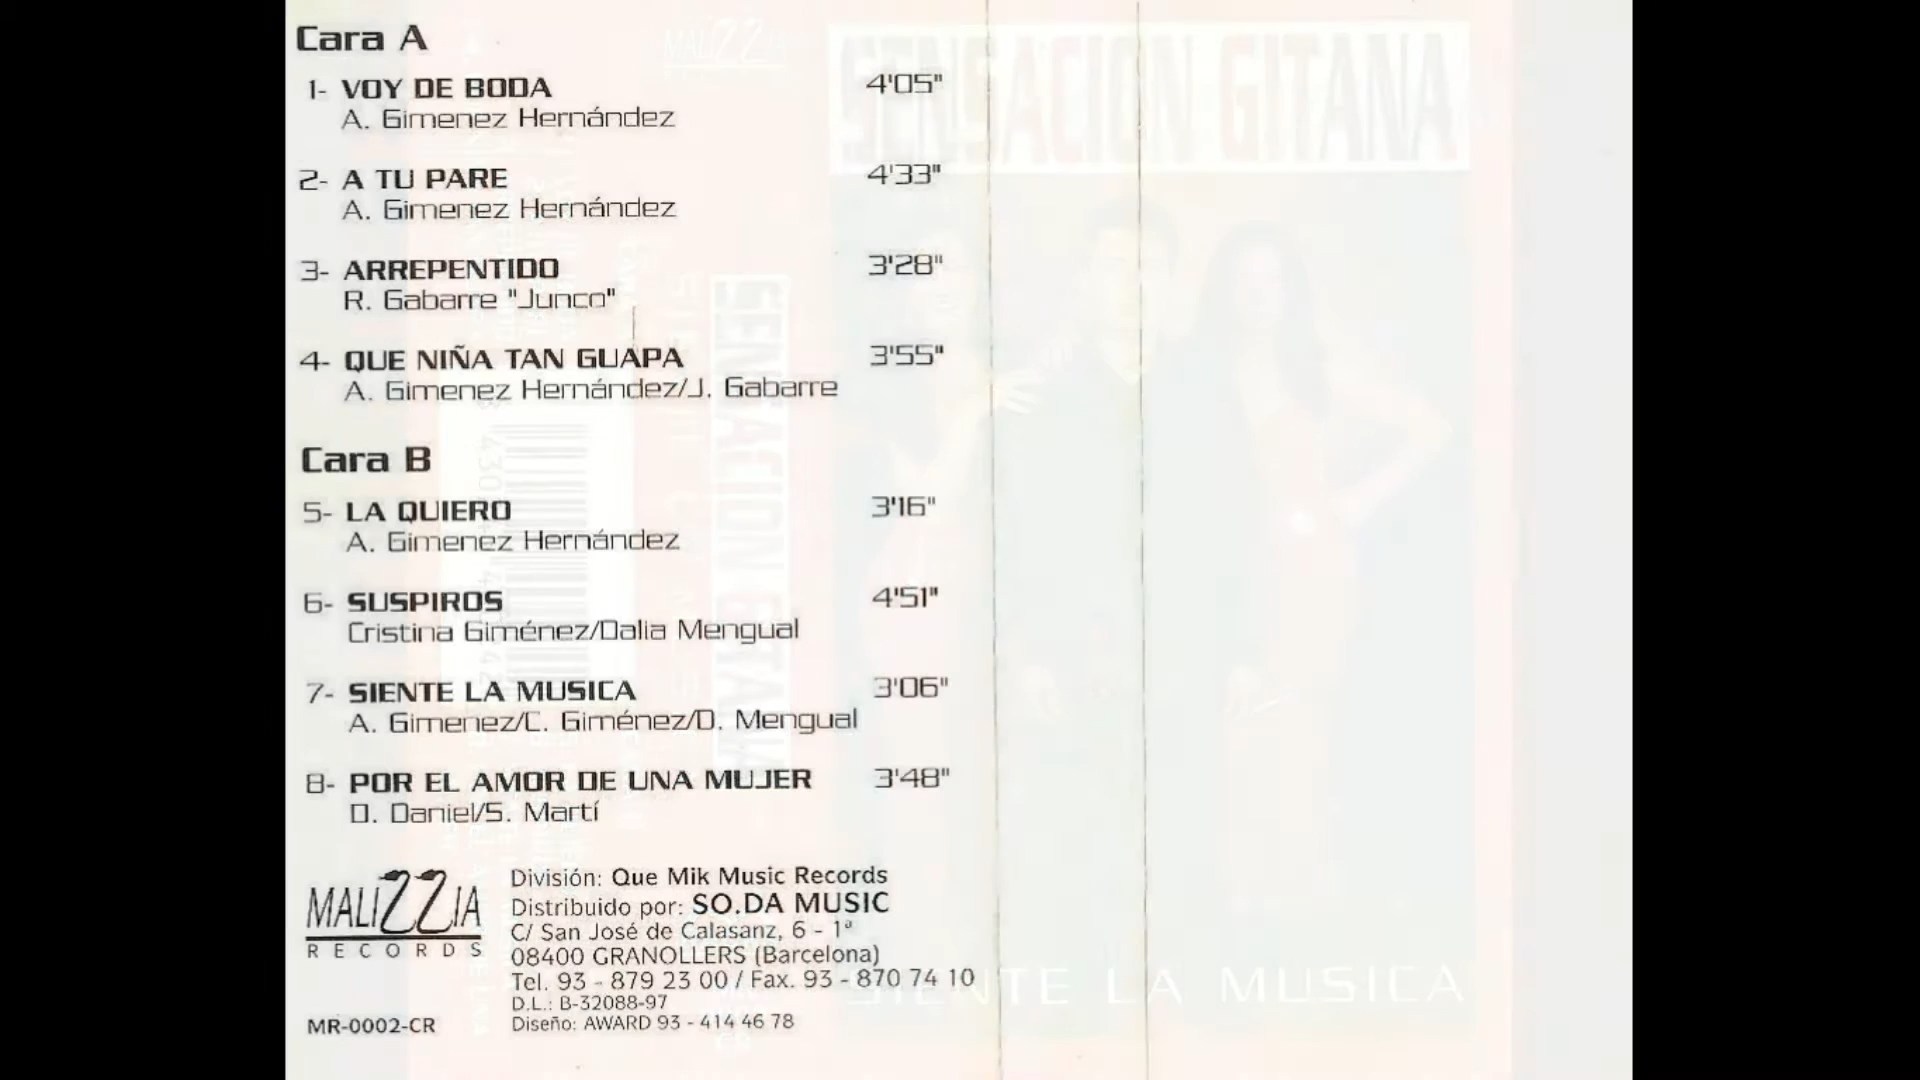 Cara A
1- VOY DE BODA 4'05"
A. Gimenez Hernández
2- A TU PARE 4'33"
A. Gimenez Hernández
3- ARREPENTIDO 3'28"
R. Gabarre "Junco"
4- QUE NIÑA TAN GUAPA 3'55"
A. Gimenez Hernández/J. Gabarre
Cara B
5- LA QUIERO 3'16"
A. Gimenez Hernández
6- SUSPIROS 4'51"
Cristina Giménez/Dalia Mengual
7- SIENTE LA MUSICA 3'06"
A. Gimenez/C. Giménez/D. Mengual
8- POR EL AMOR DE UNA MUJER 3'48"
D. Daniel/S. Martí
MALIZZIA
RECORDS
MR-0002-CR
División: Que Mik Music Records
Distribuido por: SO.DA MUSIC
C/ San José de Calasanz, 6 - 1ª
08400 GRANOLLERS (Barcelona)
Tel. 93 - 879 23 00 / Fax. 93 - 870 74 10
D.L.: B-32088-97
Diseño: AWARD 93 - 414 46 78
MALIZZIA
SENSACION GITANA
SENSACION GITANA
SIENTE LA MUSICA